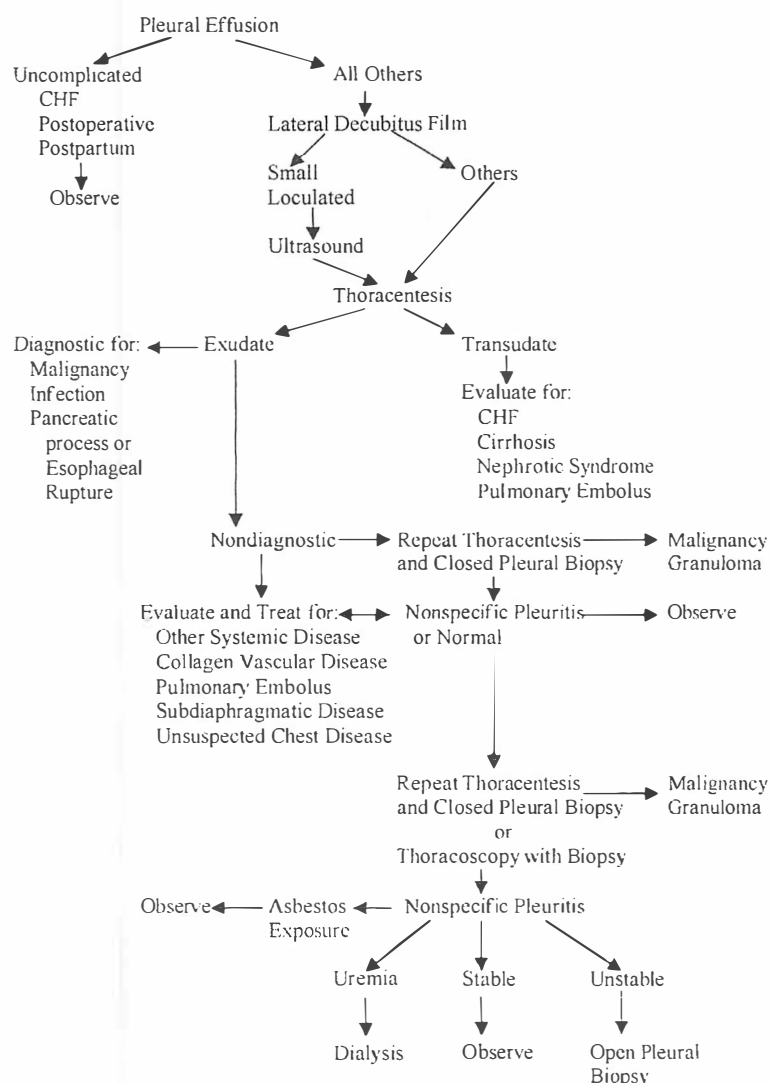 Pleural Effusion
Uncomplicated
CHF
Postoperative
Postpartum
Observe
All Others
Lateral Decubitus Film
Small
Loculated
Others
Ultrasound
Thoracentesis
Diagnostic for:
Malignancy
Infection
Pancreatic
process or
Esophageal
Rupture
Exudate
Transudate
Evaluate for:
CHF
Cirrhosis
Nephrotic Syndrome
Pulmonary Embolus
Nondiagnostic
Repeat Thoracentesis
and Closed Pleural Biopsy
Malignancy
Granuloma
Evaluate and Treat for:
Other Systemic Disease
Collagen Vascular Disease
Pulmonary Embolus
Subdiaphragmatic Disease
Unsuspected Chest Disease
Nonspecific Pleuritis
or Normal
Observe
Repeat Thoracentesis
and Closed Pleural Biopsy
or
Thoracoscopy with Biopsy
Malignancy
Granuloma
Observe
Asbestos
Exposure
Nonspecific Pleuritis
Uremia
Stable
Unstable
Dialysis
Observe
Open Pleural
Biopsy